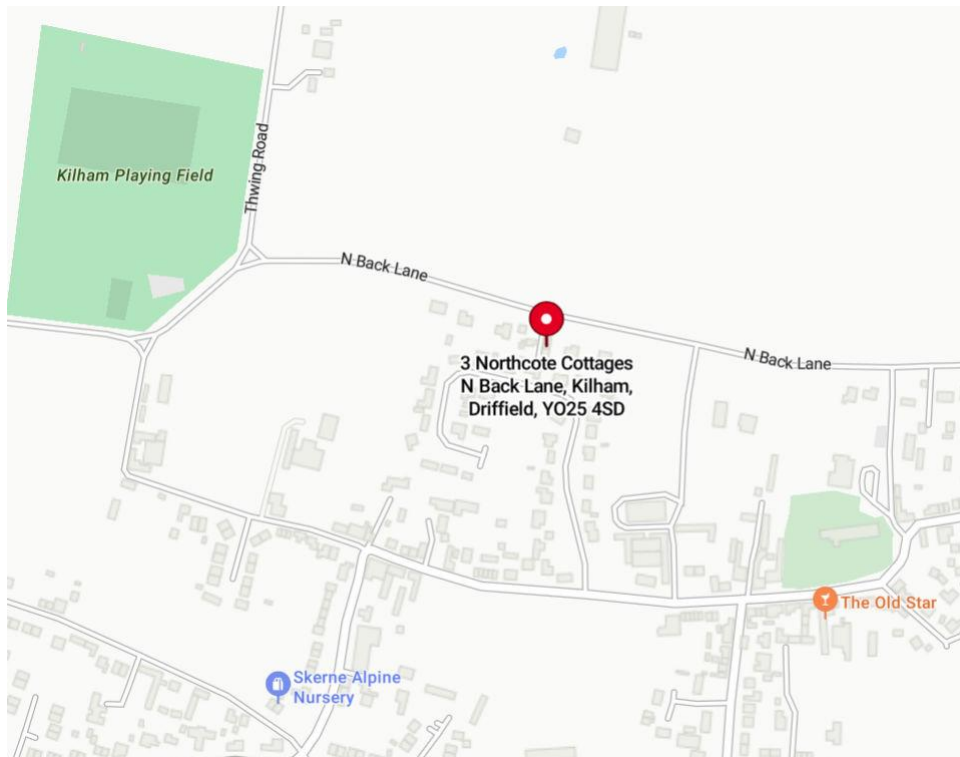 Kilham Playing Field
Thwing Road
N Back Lane
3 Northcote Cottages
N Back Lane, Kilham,
Driffield, YO25 4SD
N Back Lane
The Old Star
Skerne Alpine
Nursery